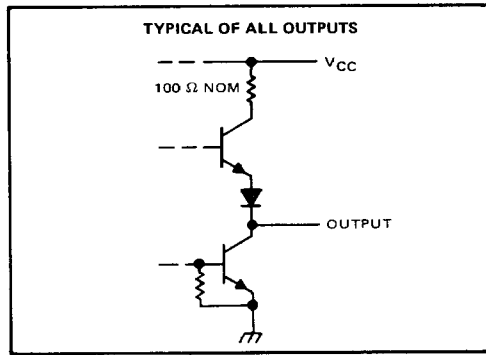 TYPICAL OF ALL OUTPUTS
VCC
100 Ω NOM
OUTPUT